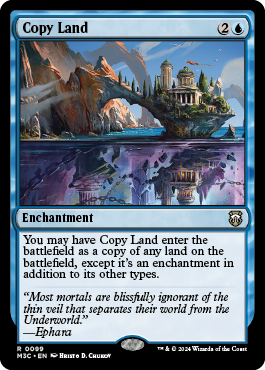 Copy Land 2
Enchantment
You may have Copy Land enter the
battlefield as a copy of any land on the
battlefield, except it's an enchantment in
addition to its other types.
“Most mortals are blissfully ignorant of the
thin veil that separates their world from the
Underworld.”
—Ephara
R 0099
M3C • EN Hristo D. Chukov
™ & © 2024 Wizards of the Coast